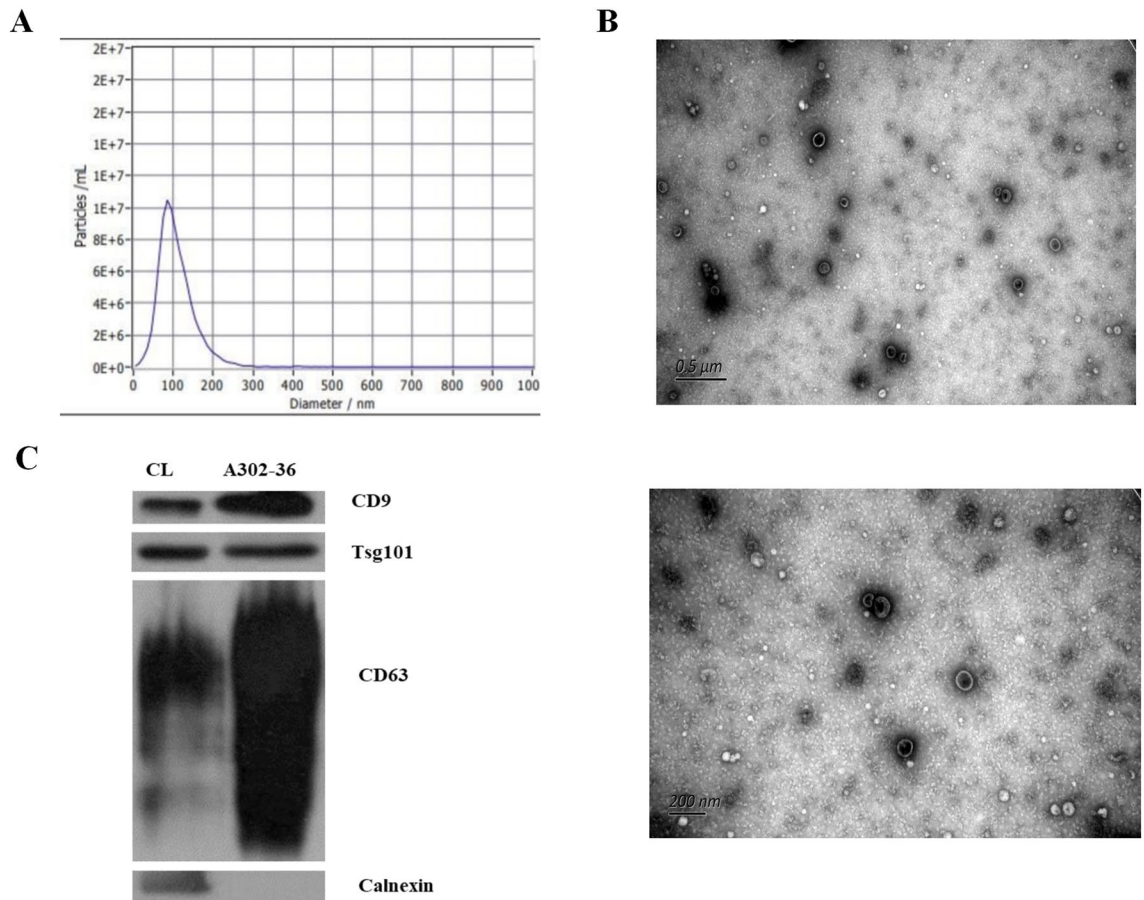 A
B
2E+7
2E+7
2E+7
1E+7
1E+7
1E+7
8E+6
6E+6
4E+6
2E+6
0E+0
Particles /mL
0 100 200 300 400 500 600 700 800 900 100
Diameter / nm
0.5 µm
C
CL A302-36
CD9
Tsg101
CD63
Calnexin
200 nm